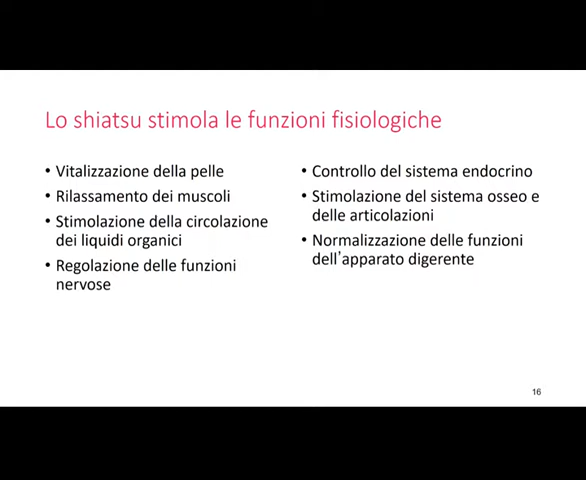 Lo shiatsu stimola le funzioni fisiologiche
• Vitalizzazione della pelle
• Rilassamento dei muscoli
• Stimolazione della circolazione
dei liquidi organici
• Regolazione delle funzioni
nervose
• Controllo del sistema endocrino
• Stimolazione del sistema osseo e
delle articolazioni
• Normalizzazione delle funzioni
dell’apparato digerente
16